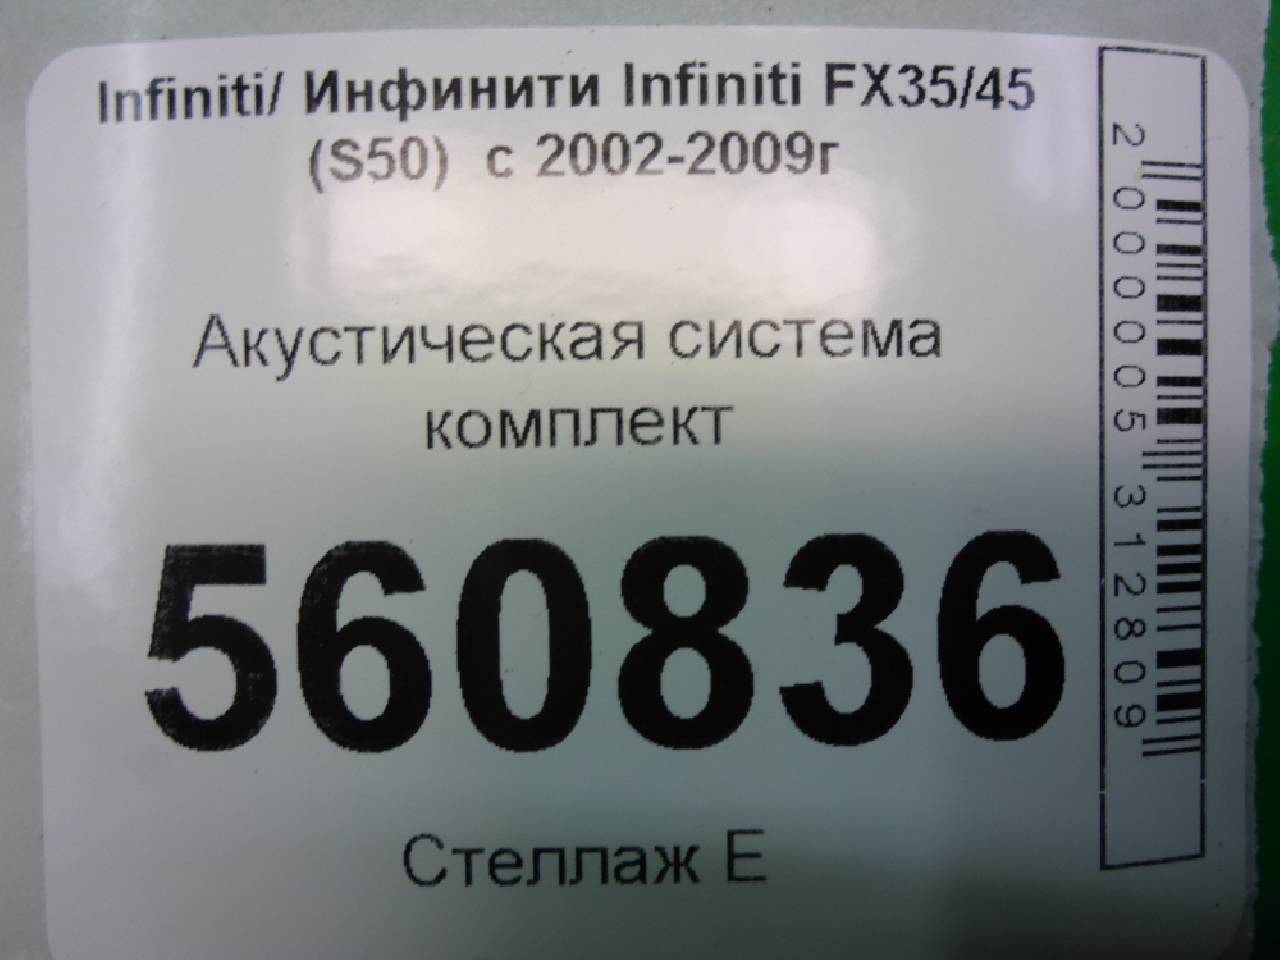 Infiniti/ Инфинити Infiniti FX35/45
(S50) с 2002-2009г
Акустическая система
комплект
560836
Стеллаж Е
2000005312809